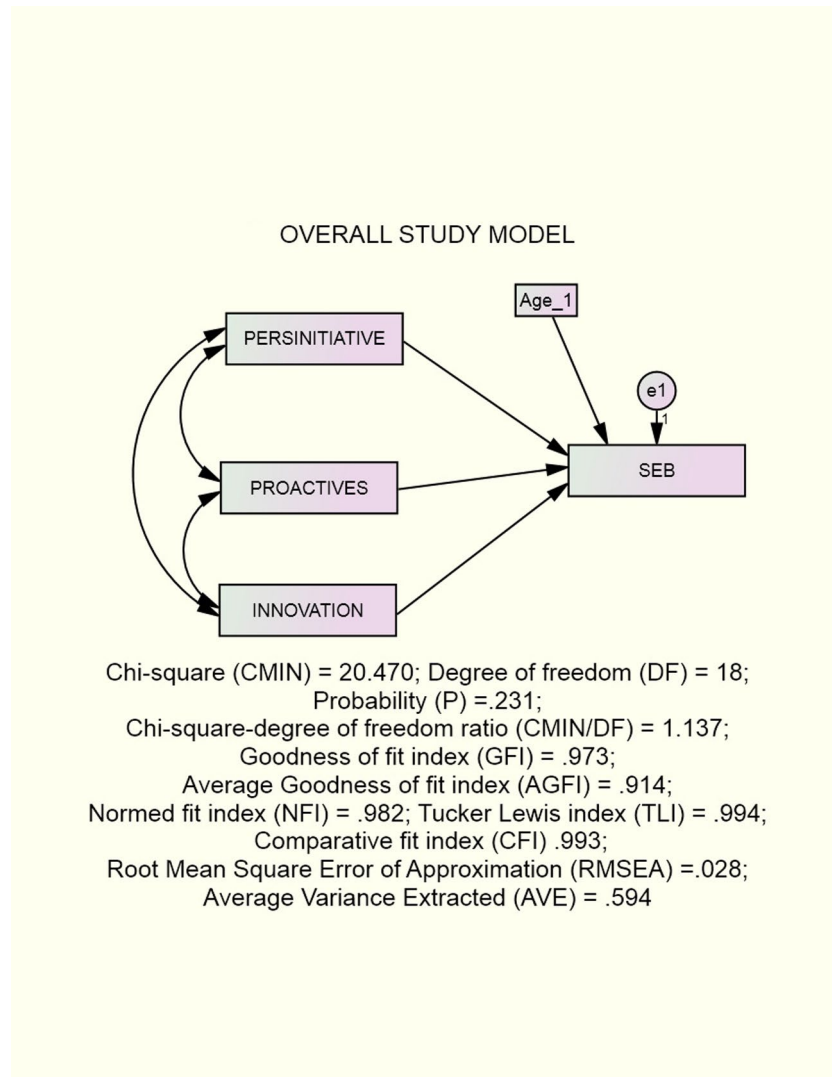 OVERALL STUDY MODEL
Age_1
PERSINITIATIVE
e1
1
SEB
PROACTIVES
INNOVATION
Chi-square (CMIN) = 20.470; Degree of freedom (DF) = 18;
Probability (P) =.231;
Chi-square-degree of freedom ratio (CMIN/DF) = 1.137;
Goodness of fit index (GFI) = .973;
Average Goodness of fit index (AGFI) = .914;
Normed fit index (NFI) = .982; Tucker Lewis index (TLI) = .994;
Comparative fit index (CFI) .993;
Root Mean Square Error of Approximation (RMSEA) =.028;
Average Variance Extracted (AVE) = .594